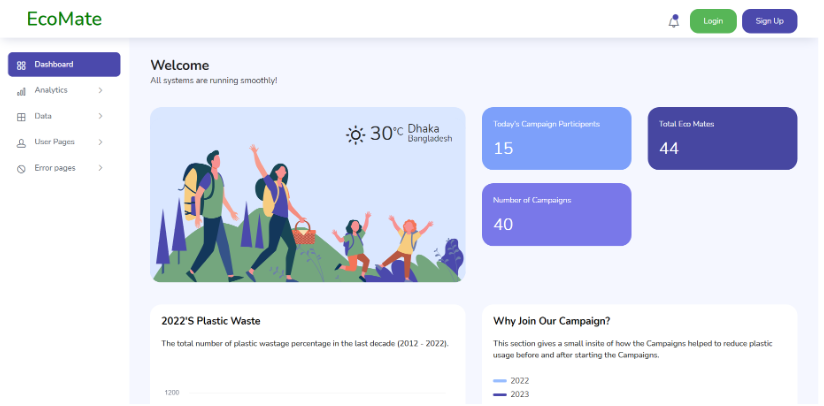 EcoMate
Login
Sign Up
Dashboard
Analytics
Data
User Pages
Error pages
Welcome
All systems are running smoothly!
30°C
Dhaka
Bangladesh
Today's Campaign Participants
15
Total Eco Mates
44
Number of Campaigns
40
2022'S Plastic Waste
The total number of plastic wastage percentage in the last decade (2012 - 2022).
1200
Why Join Our Campaign?
This section gives a small insite of how the Campaigns helped to reduce plastic
usage before and after starting the Campaigns.
2022
2023